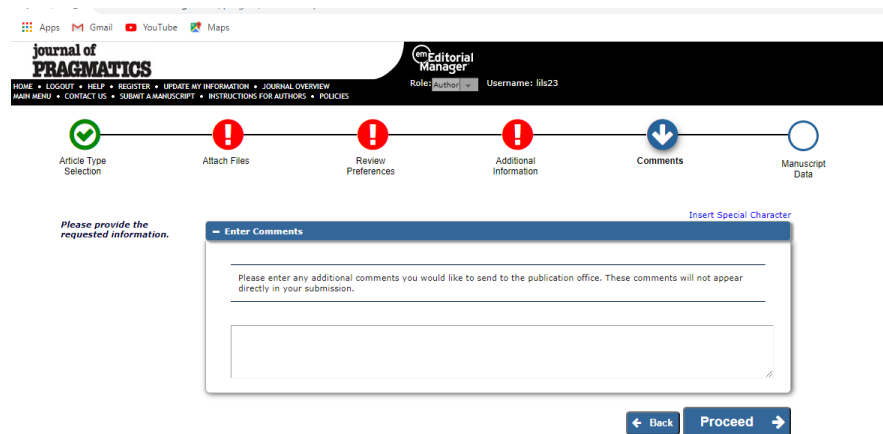 Apps Gmail YouTube Maps
journal of
PRAGMATICS
em Editorial
Manager
HOME • LOGOUT • HELP • REGISTER • UPDATE MY INFORMATION • JOURNAL OVERVIEW
MAIN MENU • CONTACT US • SUBMIT A MANUSCRIPT • INSTRUCTIONS FOR AUTHORS • POLICIES
Role: Author Username: lils23
Article Type
Selection
Attach Files
Review
Preferences
Additional
Information
Comments
Manuscript
Data
Insert Special Character
Please provide the
requested information.
Enter Comments
Please enter any additional comments you would like to send to the publication office. These comments will not appear
directly in your submission.
Back Proceed